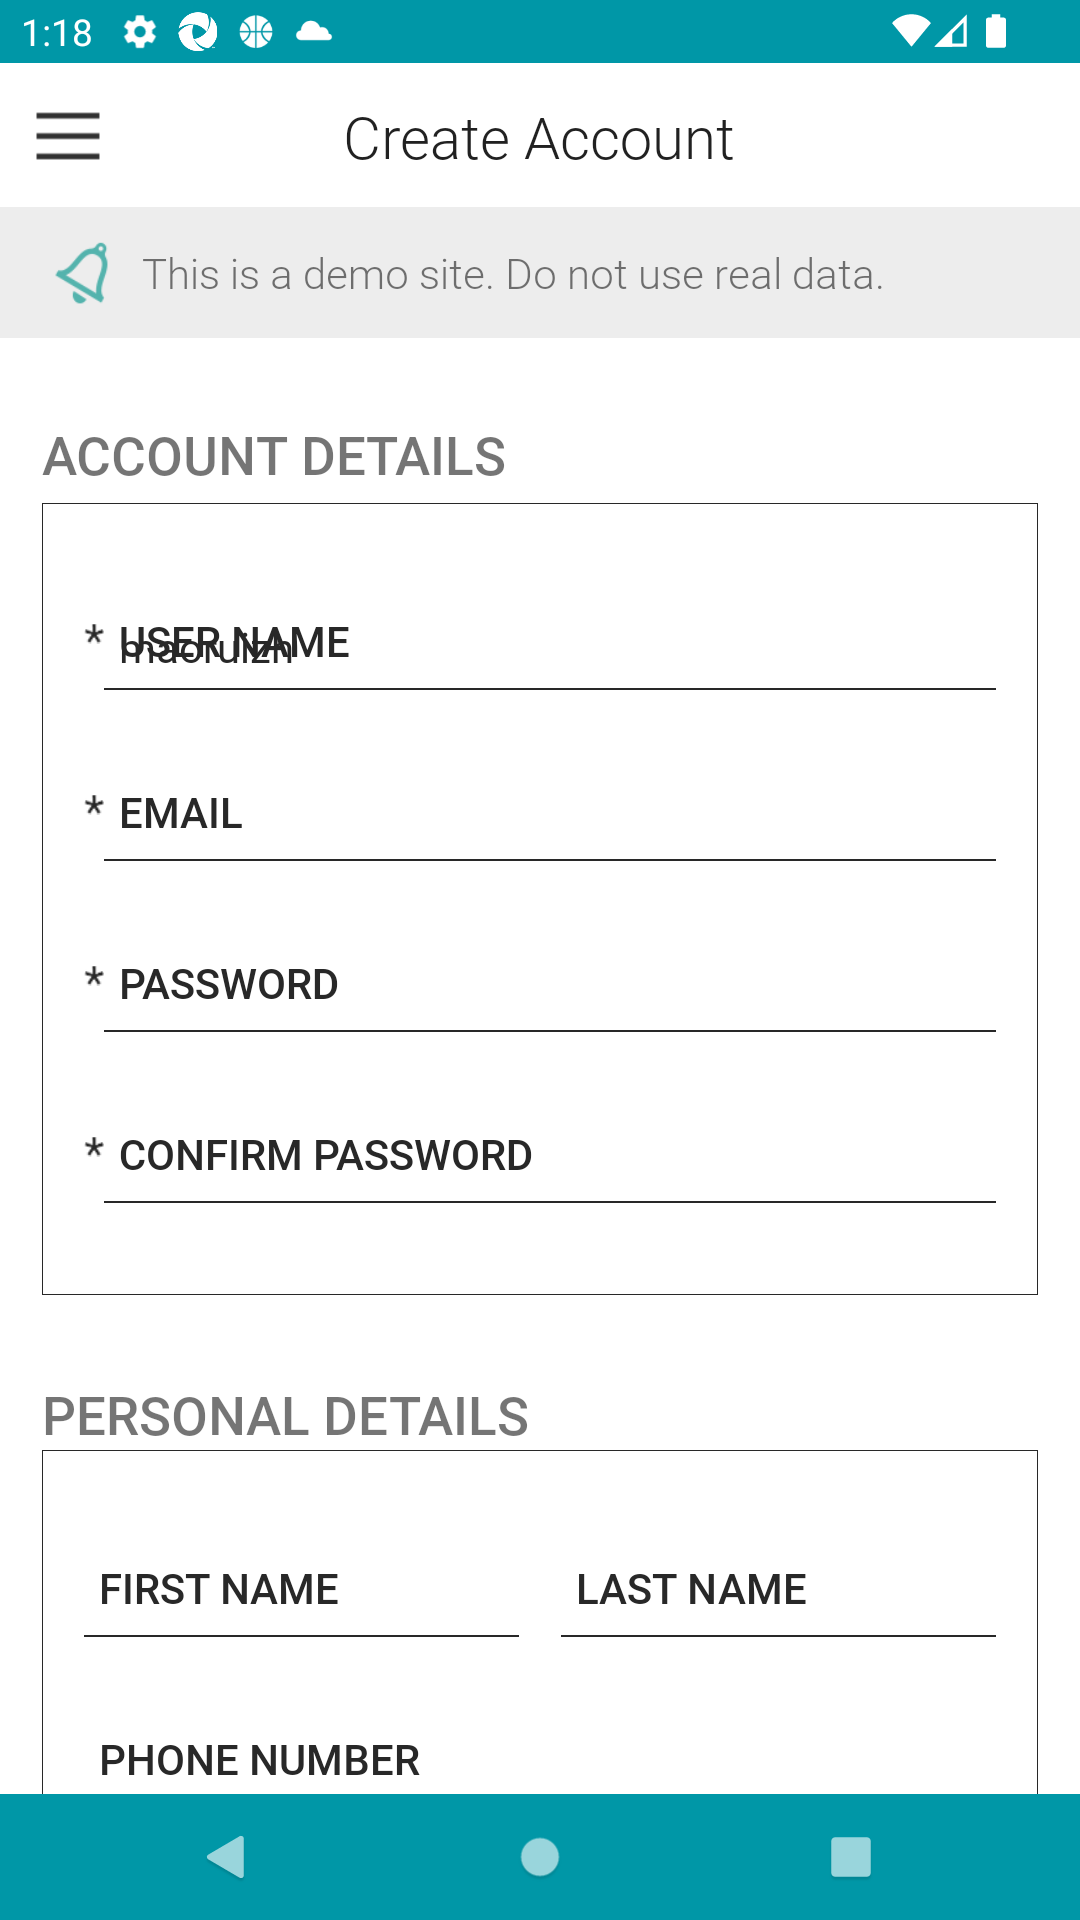 1:18
Create Account
This is a demo site. Do not use real data.
ACCOUNT DETAILS
* USER NAME
maoruizh
* EMAIL
* PASSWORD
* CONFIRM PASSWORD
PERSONAL DETAILS
FIRST NAME LAST NAME
PHONE NUMBER